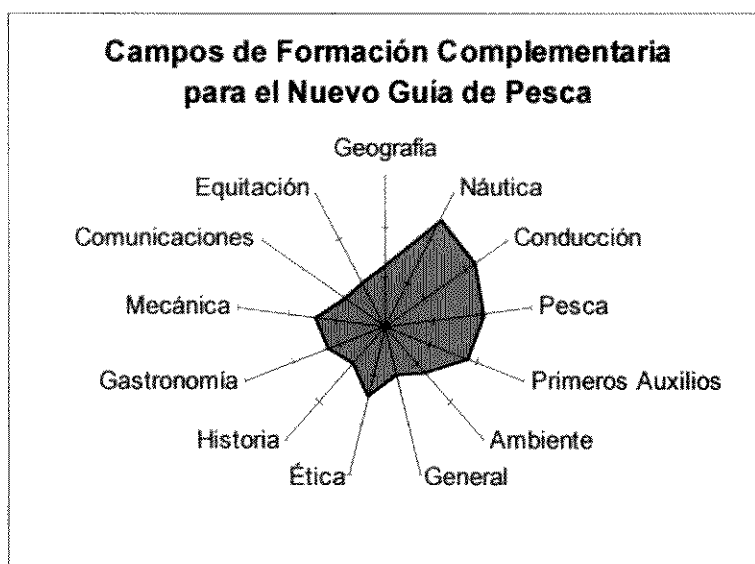 Campos de Formación Complementaria
para el Nuevo Guía de Pesca
Geografía
Equitación
Náutica
Comunicaciones
Conducción
Mecánica
Pesca
Gastronomía
Primeros Auxilios
Historia
Ambiente
Ética
General